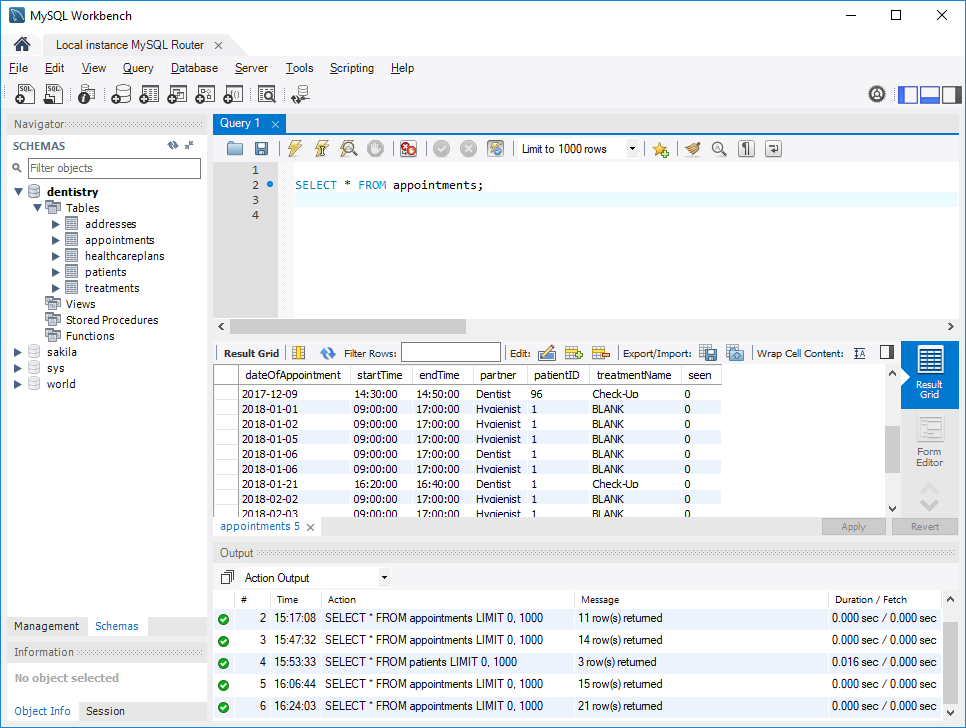 MySQL Workbench
Local instance MySQL Router
File Edit View Query Database Server Tools Scripting Help
Navigator
SCHEMAS
Filter objects
dentistry
Tables
addresses
appointments
healthcareplans
patients
treatments
Views
Stored Procedures
Functions
sakila
sys
world
Management Schemas
Information
No object selected
Object Info Session
Query 1
Limit to 1000 rows
1
2 SELECT * FROM appointments;
3
4
Result Grid Filter Rows: Edit: Export/Import: Wrap Cell Content:
dateOfAppointment startTime endTime partner patientID treatmentName seen
2017-12-09 14:30:00 14:50:00 Dentist 96 Check-Up 0
2018-01-01 09:00:00 17:00:00 Hygienist 1 BLANK 0
2018-01-02 09:00:00 17:00:00 Hygienist 1 BLANK 0
2018-01-05 09:00:00 17:00:00 Hygienist 1 BLANK 0
2018-01-06 09:00:00 17:00:00 Dentist 1 BLANK 0
2018-01-06 09:00:00 17:00:00 Hygienist 1 BLANK 0
2018-01-21 16:20:00 16:40:00 Dentist 1 Check-Up 0
2018-02-02 09:00:00 17:00:00 Hygienist 1 BLANK 0
2018-02-03 09:00:00 17:00:00 Hygienist 1 BLANK 0
Result
Grid
Form
Editor
appointments 5
Apply Revert
Output
Action Output
# Time Action Message Duration / Fetch
2 15:17:08 SELECT * FROM appointments LIMIT 0, 1000 11 row(s) returned 0.000 sec / 0.000 sec
3 15:47:32 SELECT * FROM appointments LIMIT 0, 1000 14 row(s) returned 0.000 sec / 0.000 sec
4 15:53:33 SELECT * FROM patients LIMIT 0, 1000 3 row(s) returned 0.016 sec / 0.000 sec
5 16:06:44 SELECT * FROM appointments LIMIT 0, 1000 15 row(s) returned 0.000 sec / 0.000 sec
6 16:24:03 SELECT * FROM appointments LIMIT 0, 1000 21 row(s) returned 0.000 sec / 0.000 sec